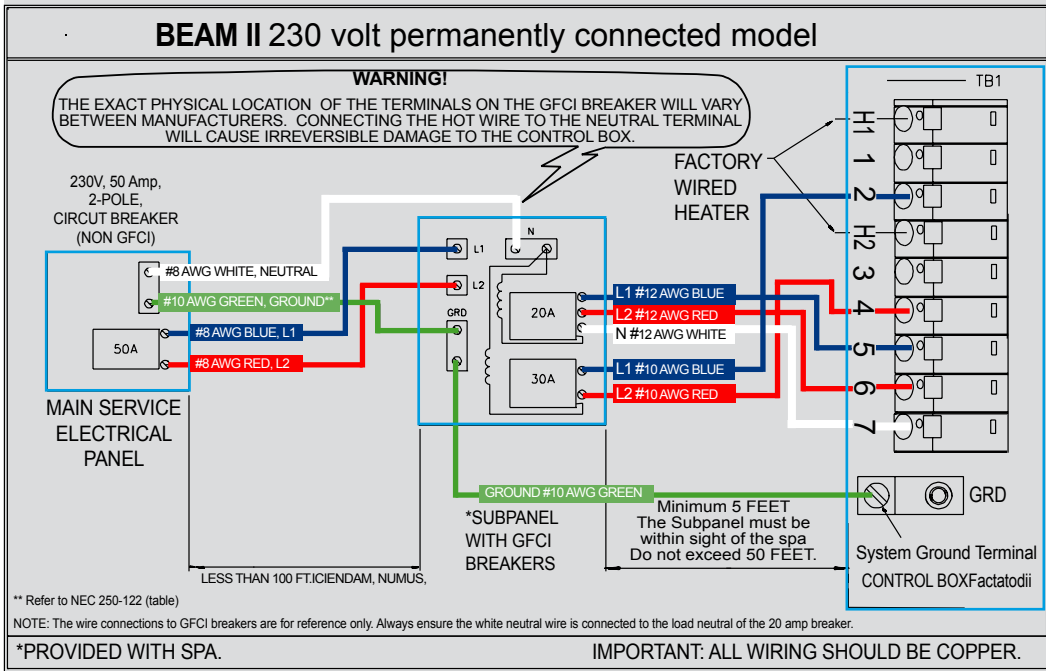 BEAM II 230 volt permanently connected model
WARNING!
THE EXACT PHYSICAL LOCATION OF THE TERMINALS ON THE GFCI BREAKER WILL VARY
BETWEEN MANUFACTURERS. CONNECTING THE HOT WIRE TO THE NEUTRAL TERMINAL
WILL CAUSE IRREVERSIBLE DAMAGE TO THE CONTROL BOX.
230V, 50 Amp,
2-POLE,
CIRCUT BREAKER
(NON GFCI)
#8 AWG WHITE, NEUTRAL
#10 AWG GREEN, GROUND**
#8 AWG BLUE, L1
#8 AWG RED, L2
50A
MAIN SERVICE
ELECTRICAL
PANEL
L1
L2
GRD
N
20A
30A
L1 #12 AWG BLUE
L2 #12 AWG RED
N #12 AWG WHITE
L1 #10 AWG BLUE
L2 #10 AWG RED
FACTORY
WIRED
HEATER
TB1
H1
1
2
H2
3
4
5
6
7
GROUND #10 AWG GREEN
GRD
*SUBPANEL
WITH GFCI
BREAKERS
Minimum 5 FEET
The Subpanel must be
within sight of the spa
Do not exceed 50 FEET.
System Ground Terminal
CONTROL BOXFactatodii
LESS THAN 100 FT.ICIENDAM, NUMUS,
** Refer to NEC 250-122 (table)
NOTE: The wire connections to GFCI breakers are for reference only. Always ensure the white neutral wire is connected to the load neutral of the 20 amp breaker.
*PROVIDED WITH SPA.
IMPORTANT: ALL WIRING SHOULD BE COPPER.